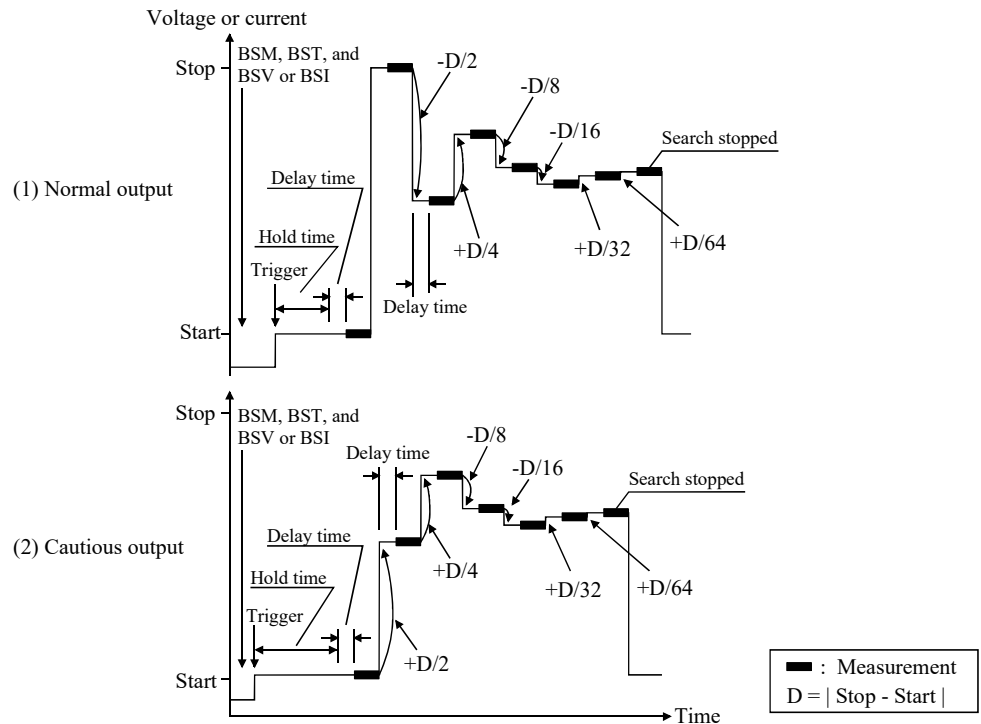 Voltage or current
Stop
BSM, BST, and
BSV or BSI
-D/2
-D/8
-D/16
Search stopped
(1) Normal output
Delay time
Hold time
Trigger
+D/4
+D/32
+D/64
Delay time
Start
Stop
BSM, BST, and
BSV or BSI
Delay time
-D/8
-D/16
Search stopped
(2) Cautious output
Delay time
Hold time
Trigger
+D/4
+D/32
+D/64
+D/2
Start
: Measurement
D = | Stop - Start |
Time